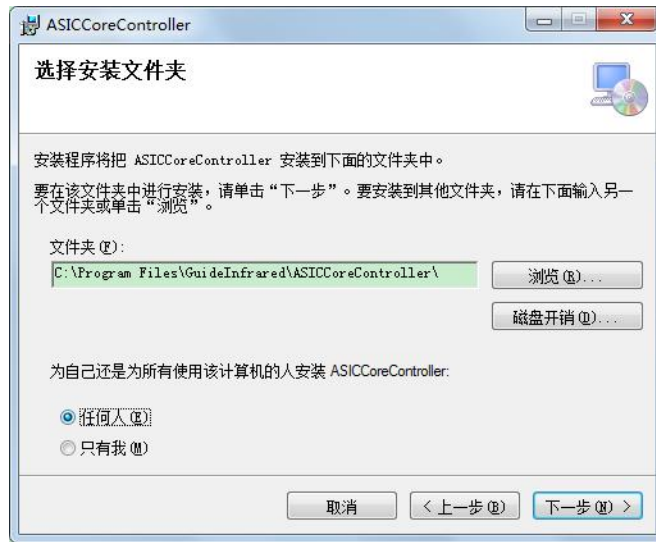 ASICCoreController
选择安装文件夹
安装程序将把 ASICCoreController 安装到下面的文件夹中。
要在该文件夹中进行安装，请单击“下一步”。要安装到其他文件夹，请在下面输入另一
个文件夹或单击“浏览”。
文件夹(F):
C:\Program Files\GuideInfrared\ASICCoreController\
浏览(R)...
磁盘开销(D)...
为自己还是为所有使用该计算机的人安装 ASICCoreController:
任何人(E)
只有我(M)
取消
< 上一步(B)
下一步(N) >